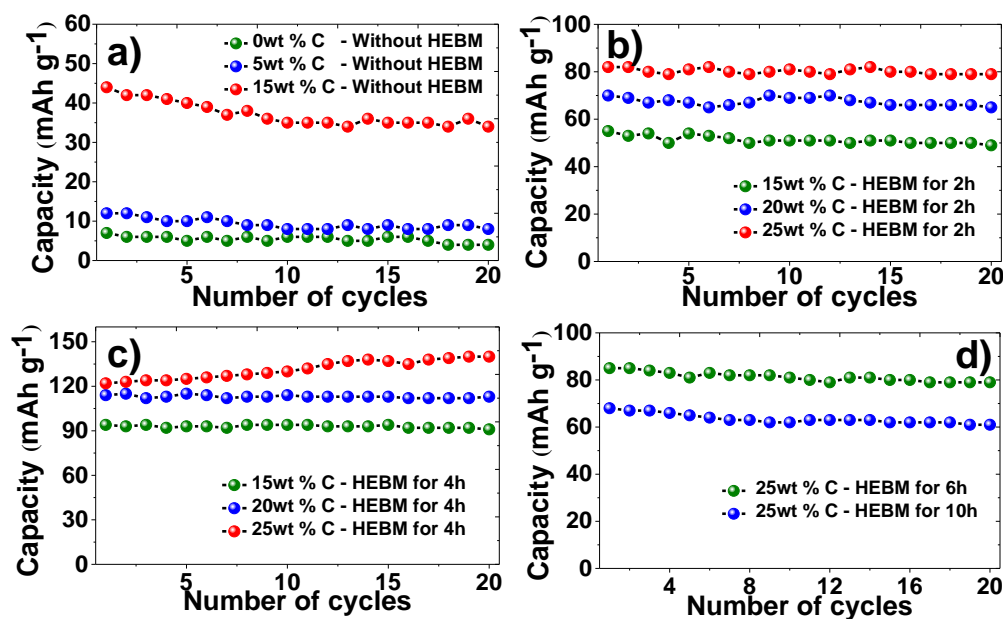 a)
0wt % C - Without HEBM
5wt % C - Without HEBM
15wt % C - Without HEBM
Capacity (mAh g-1)
60
50
40
30
20
10
0
5 10 15 20
Number of cycles
b)
15wt % C - HEBM for 2h
20wt % C - HEBM for 2h
25wt % C - HEBM for 2h
Capacity (mAh g-1)
100
80
60
40
20
0
5 10 15 20
Number of cycles
c)
15wt % C - HEBM for 4h
20wt % C - HEBM for 4h
25wt % C - HEBM for 4h
Capacity (mAh g-1)
150
120
90
60
30
0
5 10 15 20
Number of cycles
d)
25wt % C - HEBM for 6h
25wt % C - HEBM for 10h
Capacity (mAh g-1)
100
80
60
40
20
0
4 8 12 16 20
Number of cycles